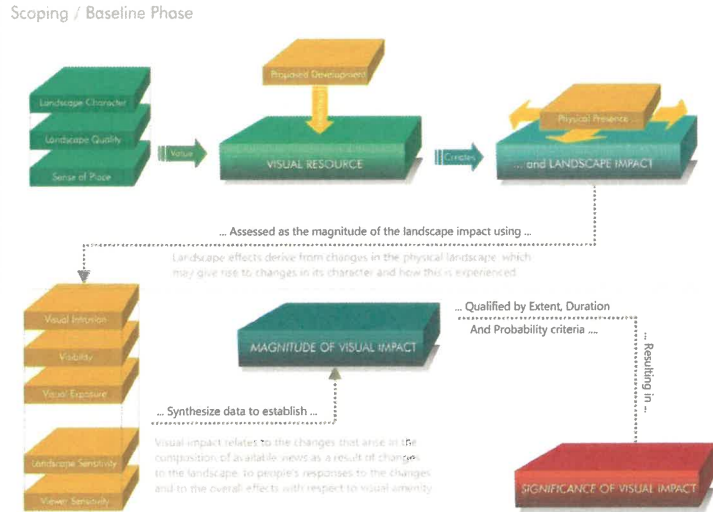 Scoping / Baseline Phase
Proposed Development
Landscape Character
Landscape Quality
Sense of Place
Value
VISUAL RESOURCE
Creates
Physical Presence ...
... and LANDSCAPE IMPACT
... Assessed as the magnitude of the landscape impact using ...
Landscape effects derive from changes in the physical landscape, which
may give rise to changes in its character and how this is experienced.
Visual Intrusion
Visibility
Visual Exposure
Landscape Sensitivity
Viewer Sensitivity
MAGNITUDE OF VISUAL IMPACT
... Qualified by Extent, Duration
And Probability criteria ....
... Resulting in ...
... Synthesize data to establish ...
Visual impact relates to the changes that arise in the
composition of available views as a result of changes
to the landscape, to people's responses to the changes
and to the overall effects with respect to visual amenity
SIGNIFICANCE OF VISUAL IMPACT